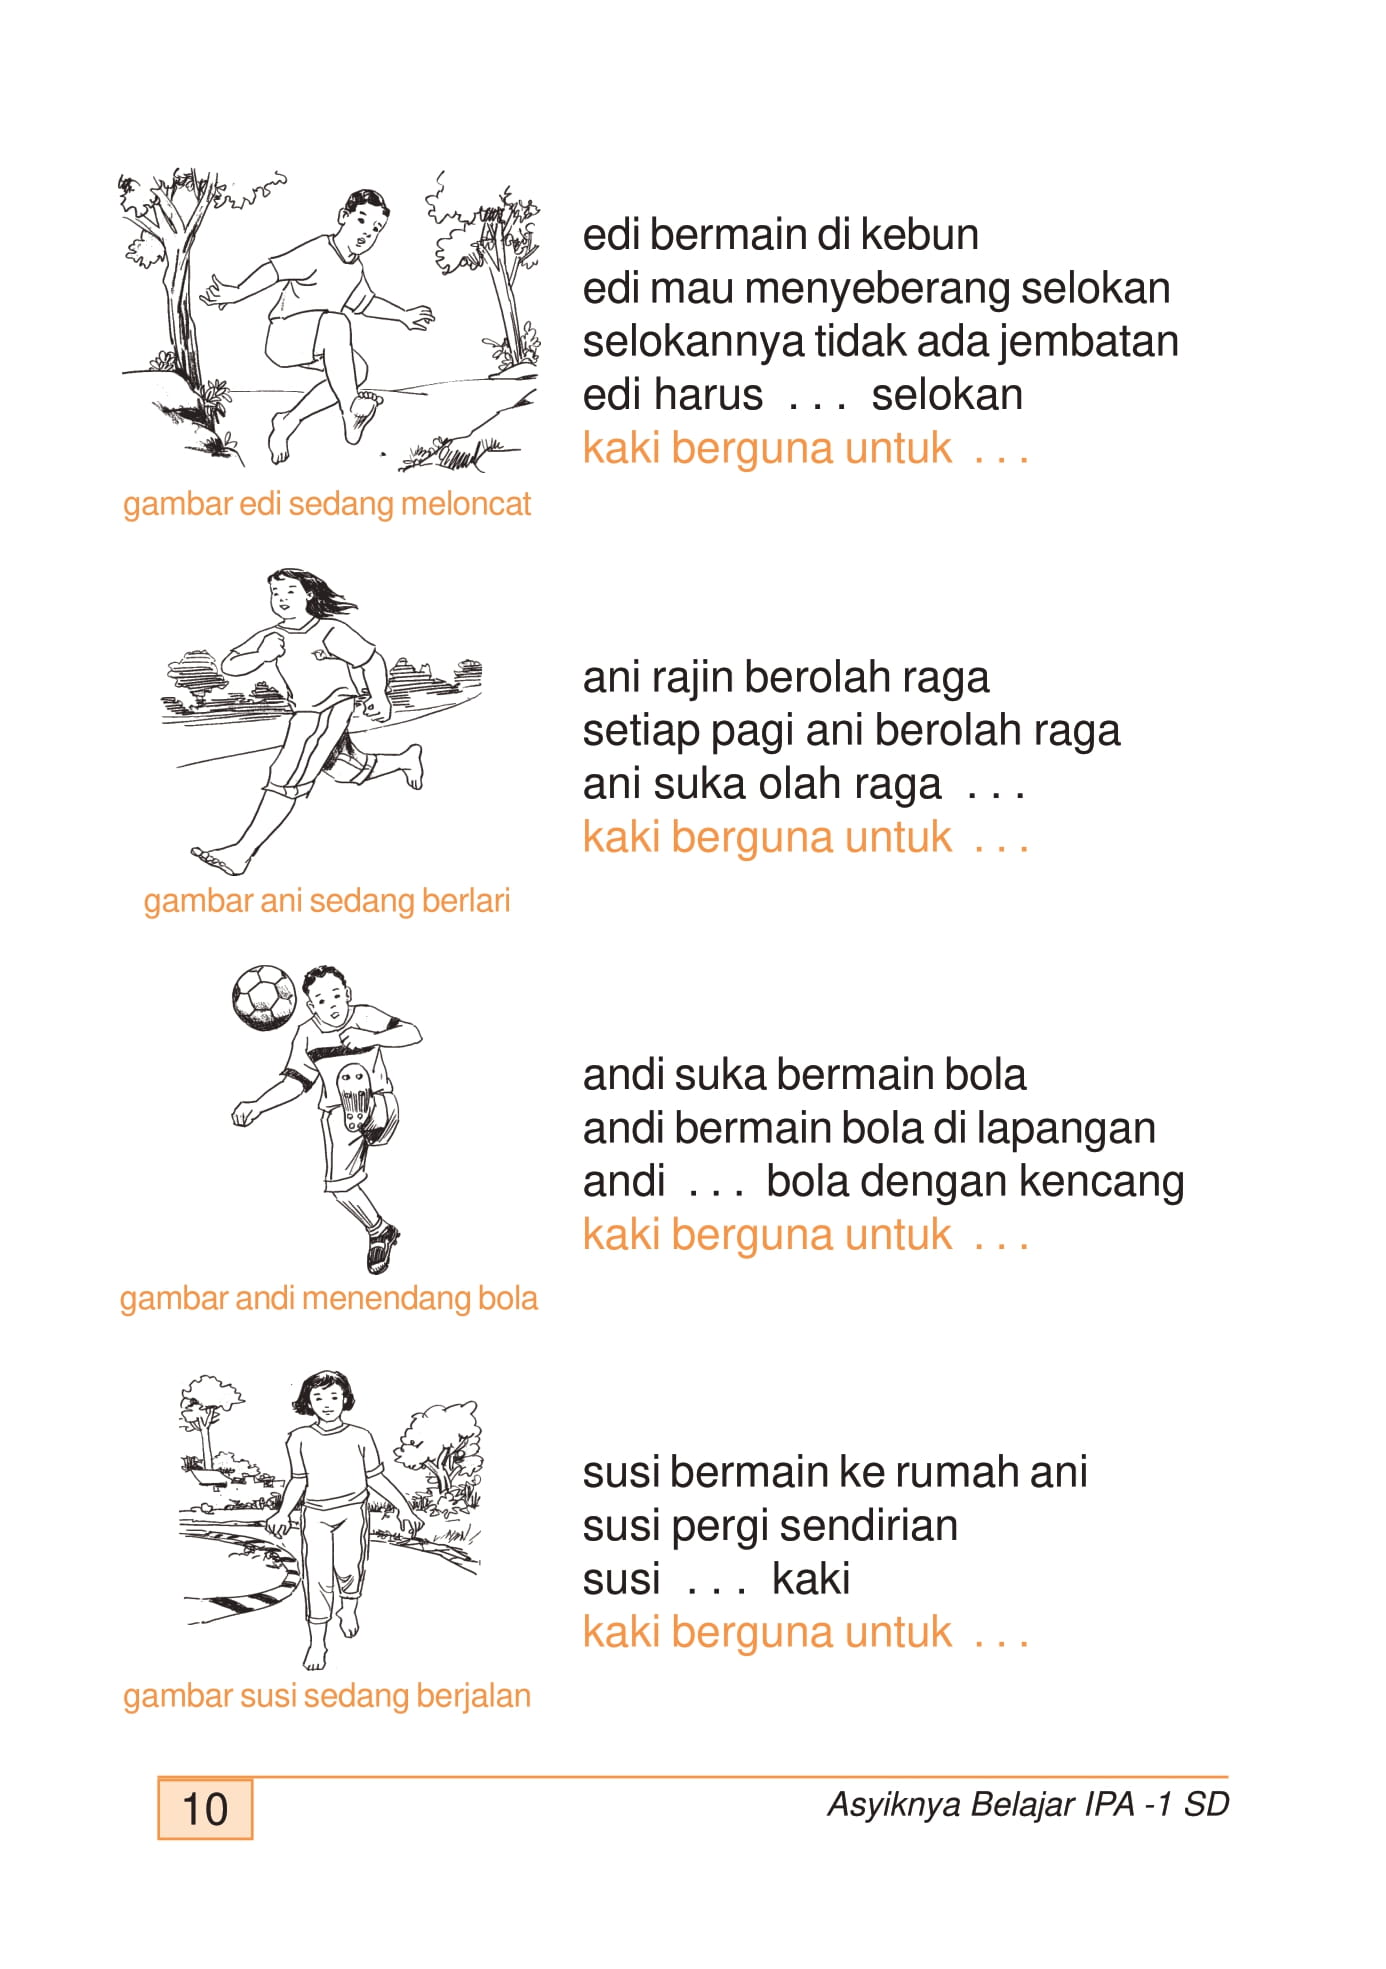 edi bermain di kebun
edi mau menyeberang selokan
selokannya tidak ada jembatan
edi harus . . . selokan
kaki berguna untuk . . .
gambar edi sedang meloncat
ani rajin berolah raga
setiap pagi ani berolah raga
ani suka olah raga . . .
kaki berguna untuk . . .
gambar ani sedang berlari
andi suka bermain bola
andi bermain bola di lapangan
andi . . . bola dengan kencang
kaki berguna untuk . . .
gambar andi menendang bola
susi bermain ke rumah ani
susi pergi sendirian
susi . . . kaki
kaki berguna untuk . . .
gambar susi sedang berjalan
10
Asyiknya Belajar IPA -1 SD